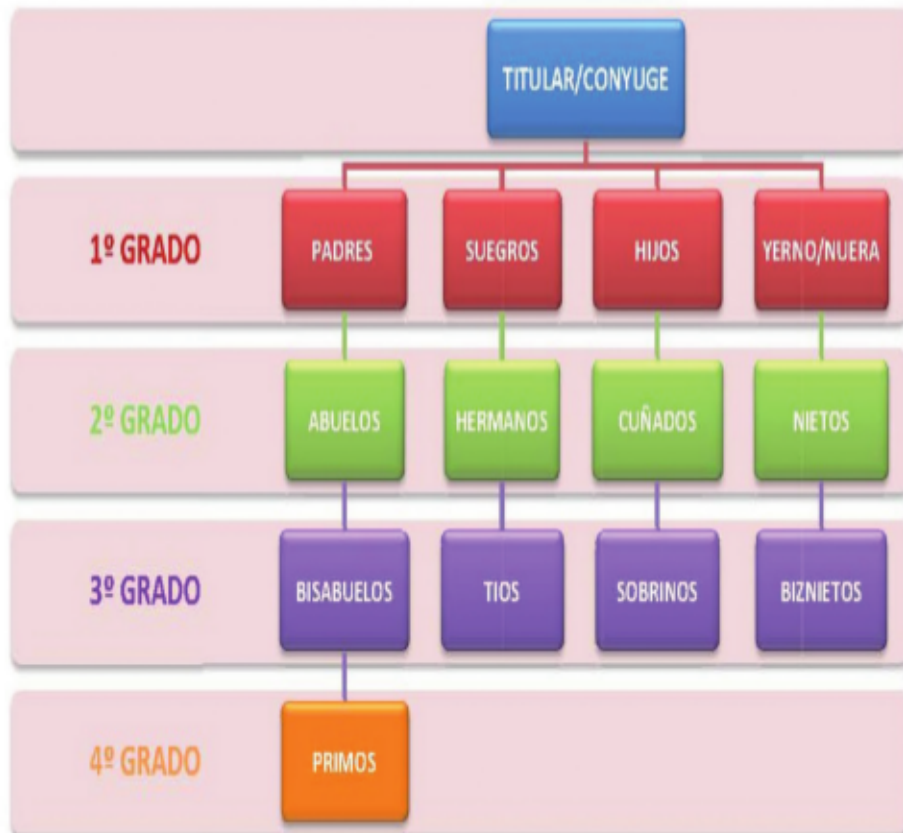 TITULAR/CONYUGE
1º GRADO
PADRES
SUEGROS
HIJOS
YERNO/NUERA
2º GRADO
ABUELOS
HERMANOS
CUÑADOS
NIETOS
3º GRADO
BISABUELOS
TIOS
SOBRINOS
BIZNIETOS
4º GRADO
PRIMOS